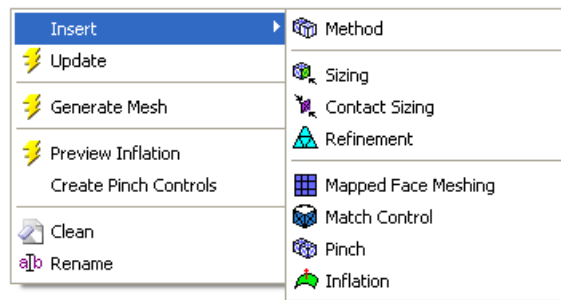 Insert
Update
Generate Mesh
Preview Inflation
Create Pinch Controls
Clean
a|b Rename
Method
Sizing
Contact Sizing
Refinement
Mapped Face Meshing
Match Control
Pinch
Inflation